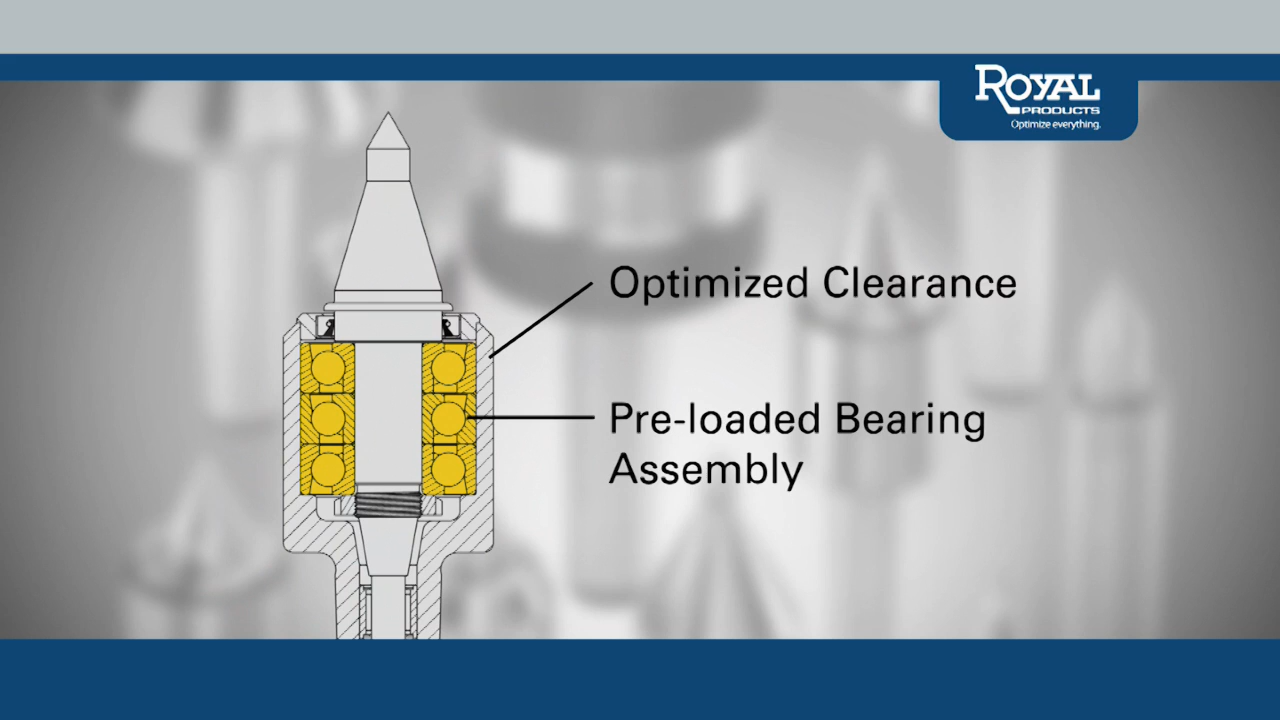 ROYAL
PRODUCTS
Optimize everything.
Optimized Clearance
Pre-loaded Bearing
Assembly